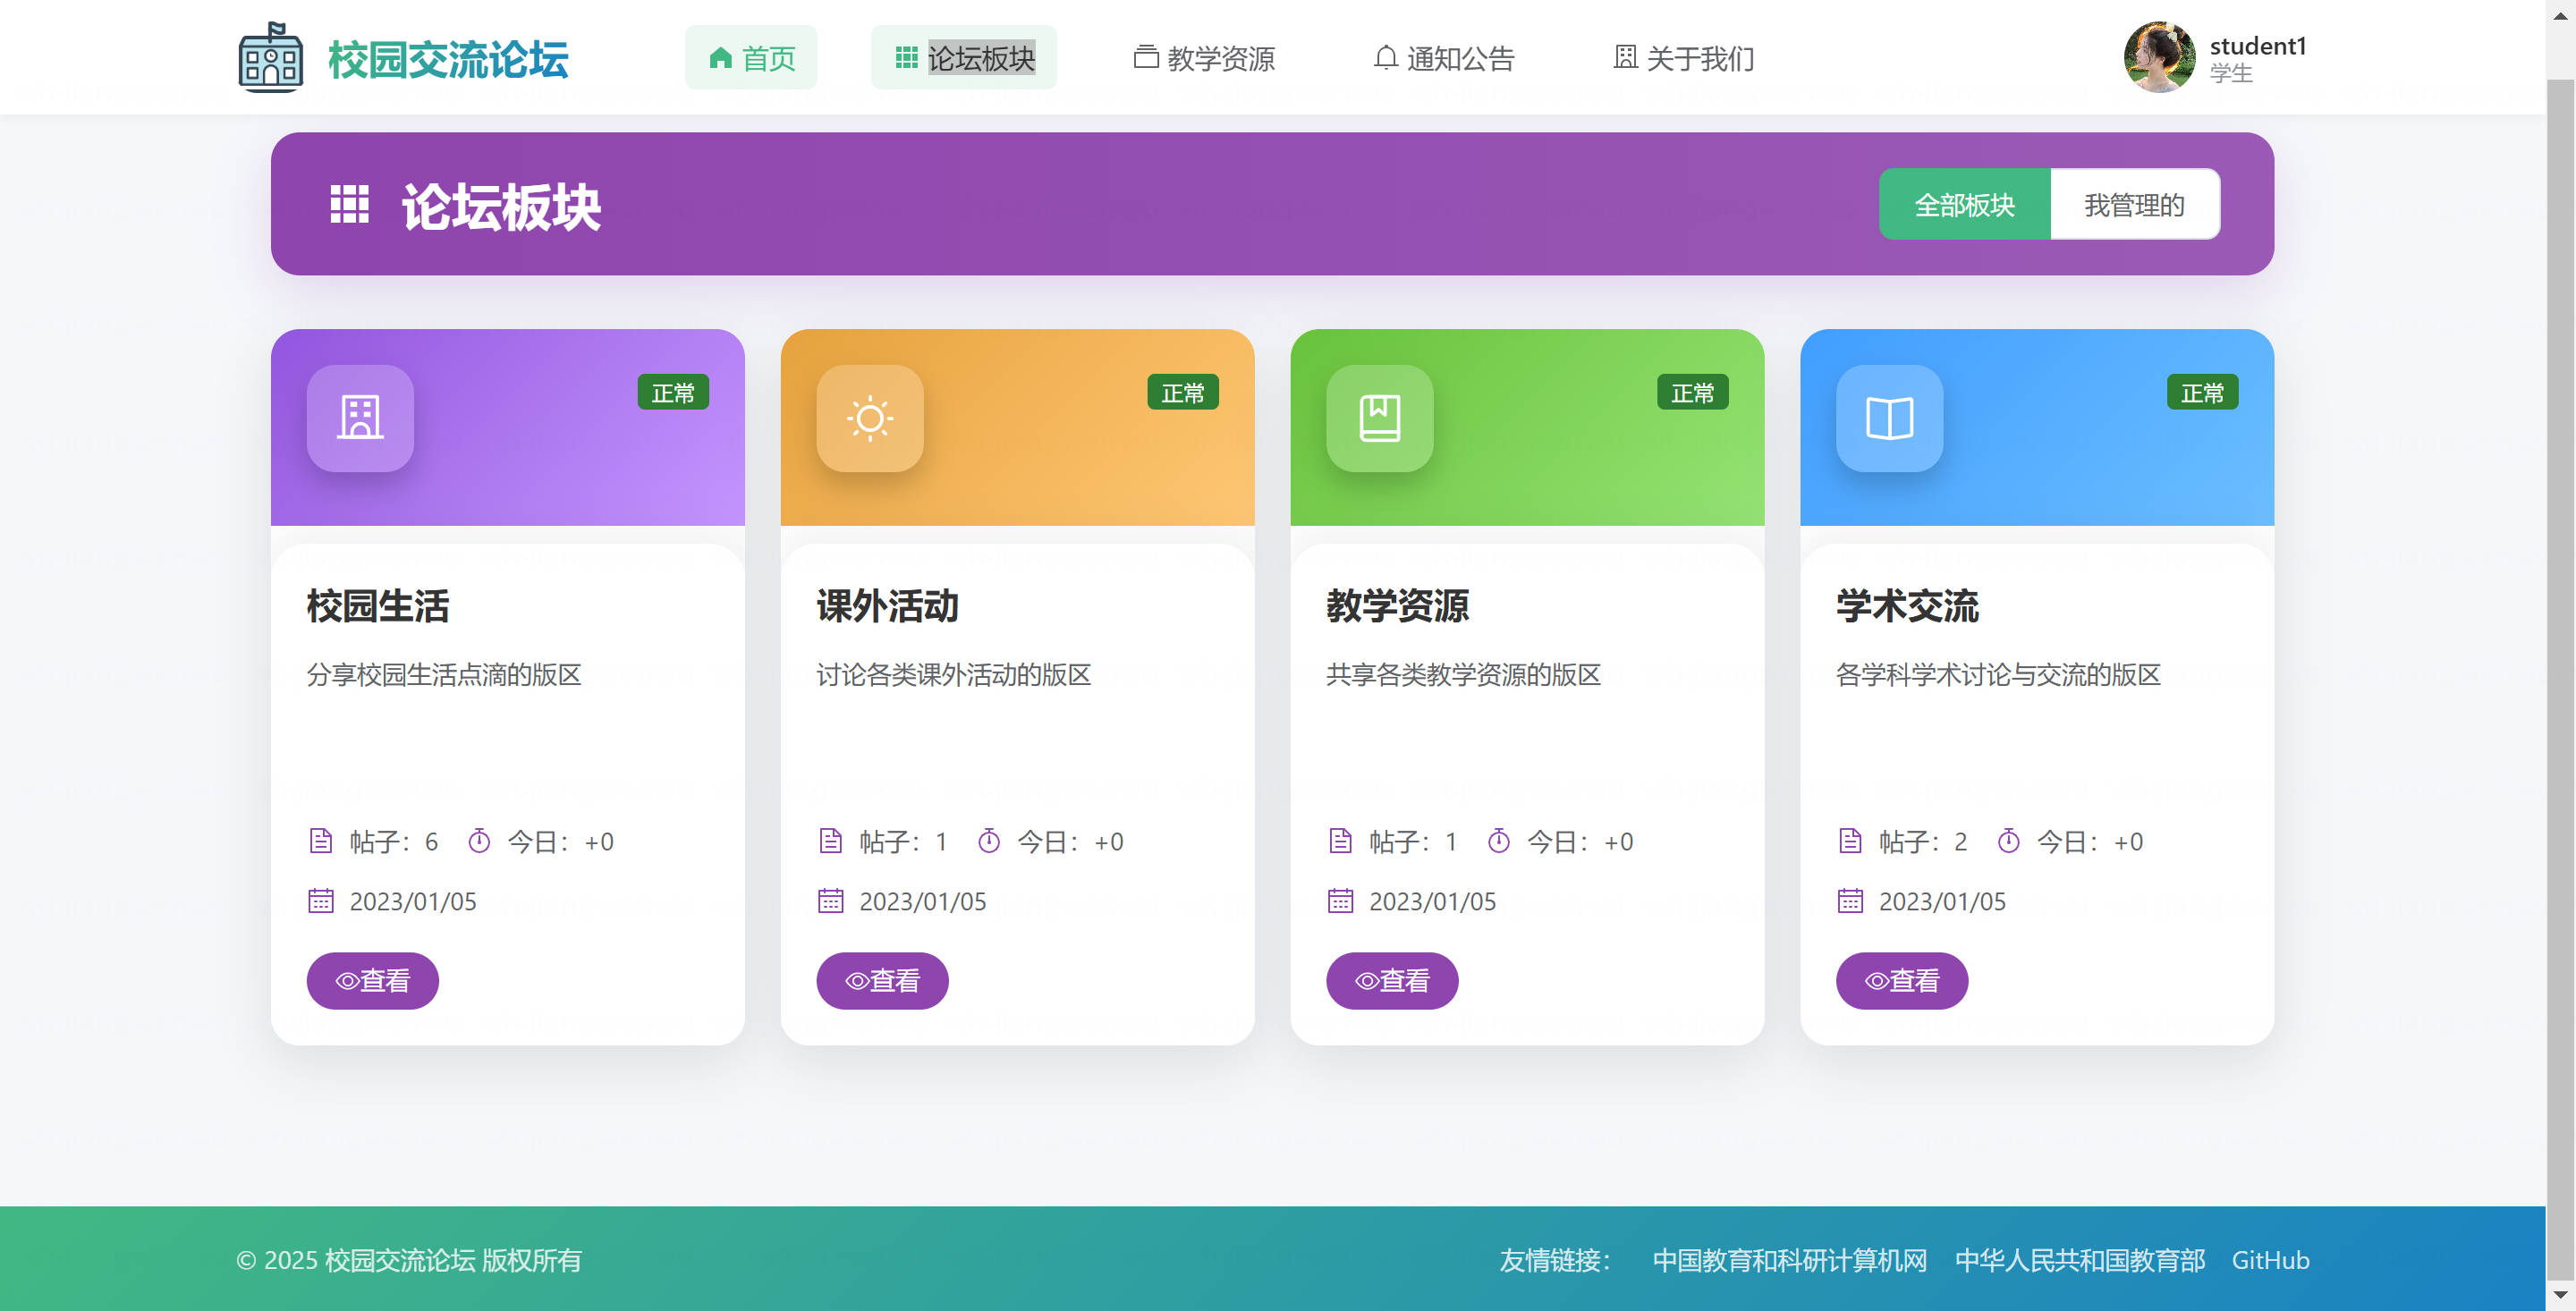 校园交流论坛
首页
论坛板块
教学资源
通知公告
关于我们
student1
学生
论坛板块
全部板块
我管理的
正常
校园生活
分享校园生活点滴的版区
帖子：6 今日：+0
2023/01/05
查看
正常
课外活动
讨论各类课外活动的版区
帖子：1 今日：+0
2023/01/05
查看
正常
教学资源
共享各类教学资源的版区
帖子：1 今日：+0
2023/01/05
查看
正常
学术交流
各学科学术讨论与交流的版区
帖子：2 今日：+0
2023/01/05
查看
© 2025 校园交流论坛 版权所有
友情链接： 中国教育和科研计算机网 中华人民共和国教育部 GitHub